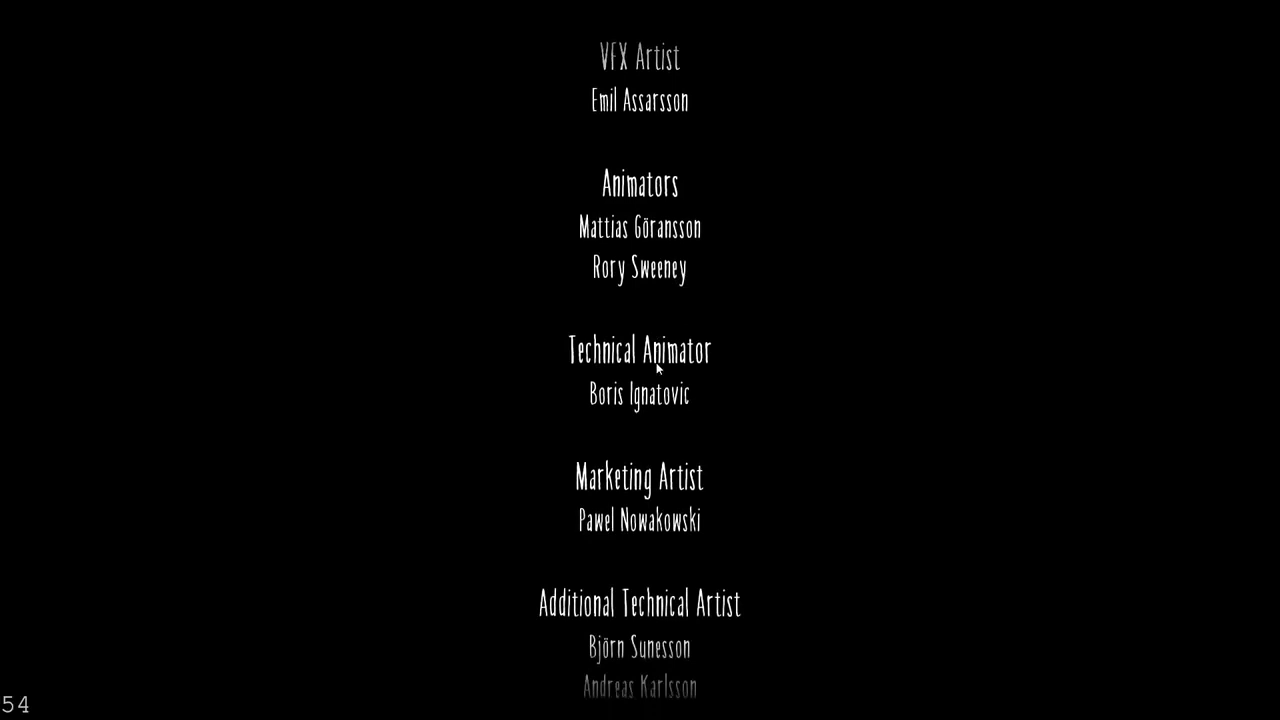 VFX Artist
Emil Assarsson
Animators
Mattias Göransson
Rory Sweeney
Technical Animator
Boris Ignatovic
Marketing Artist
Pawel Nowakowski
Additional Technical Artist
Björn Sunesson
Andreas Karlsson
54